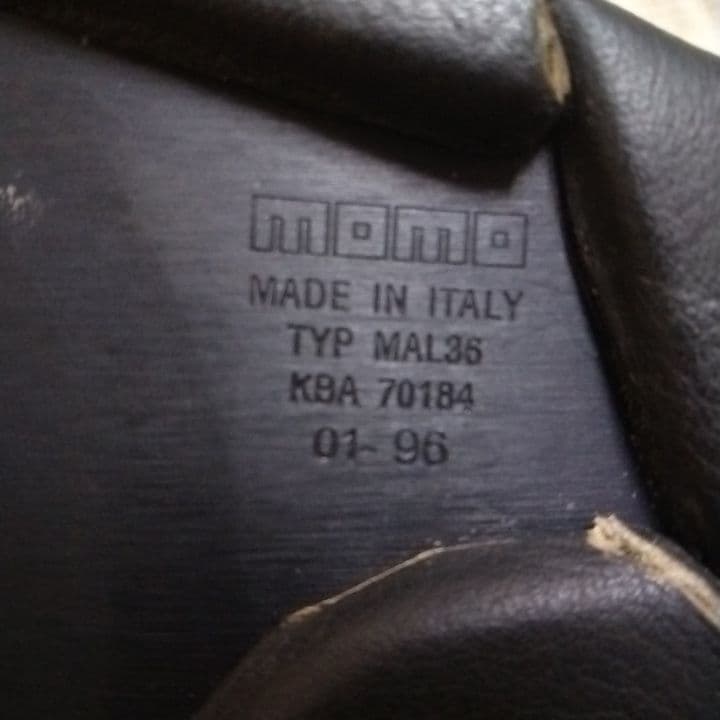 momo
MADE IN ITALY
TYP MAL36
KBA 70184
01-96